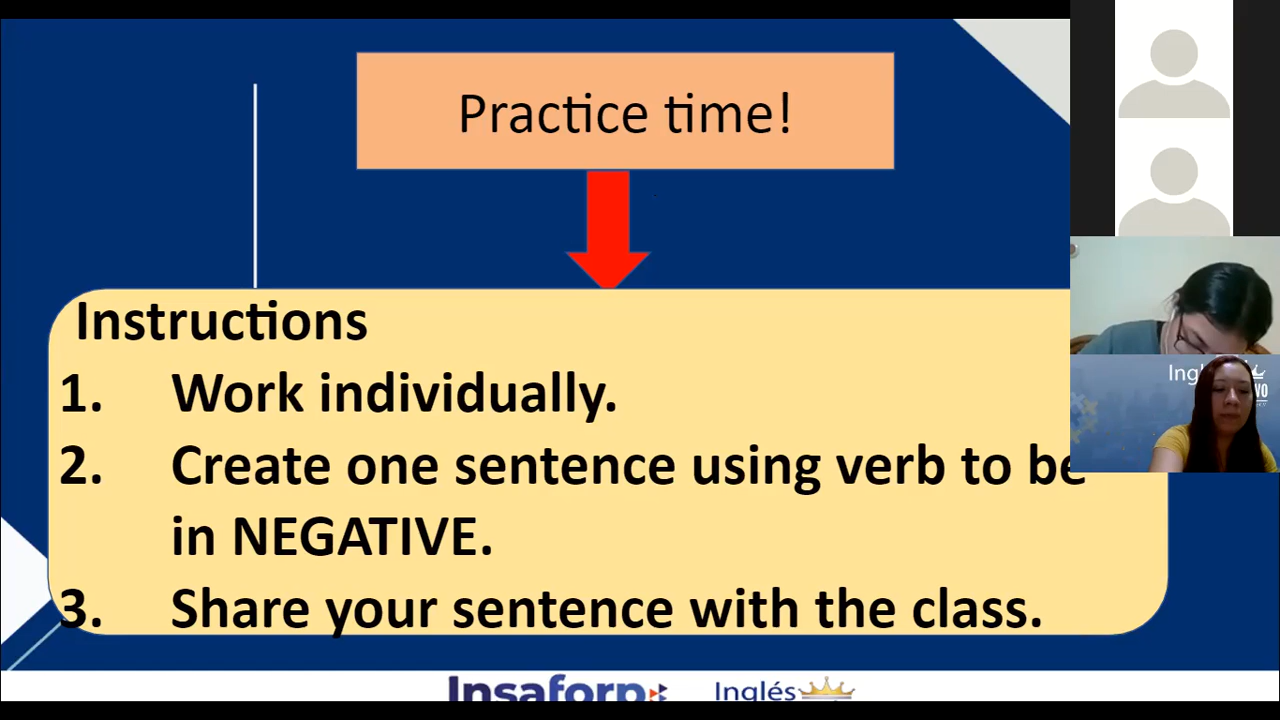 Practice time!
Instructions
1. Work individually.
2. Create one sentence using verb to be
in NEGATIVE.
3. Share your sentence with the class.
Insaforp
Inglés